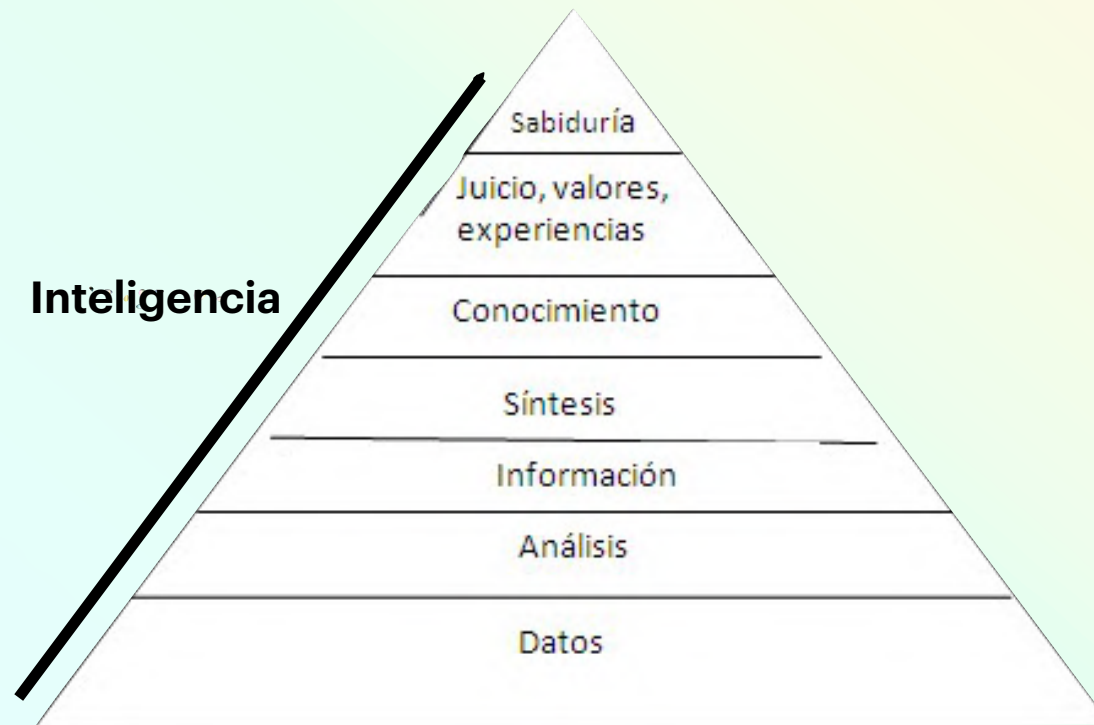 Sabiduría
Juicio, valores,
experiencias
Inteligencia
Conocimiento
Síntesis
Información
Análisis
Datos